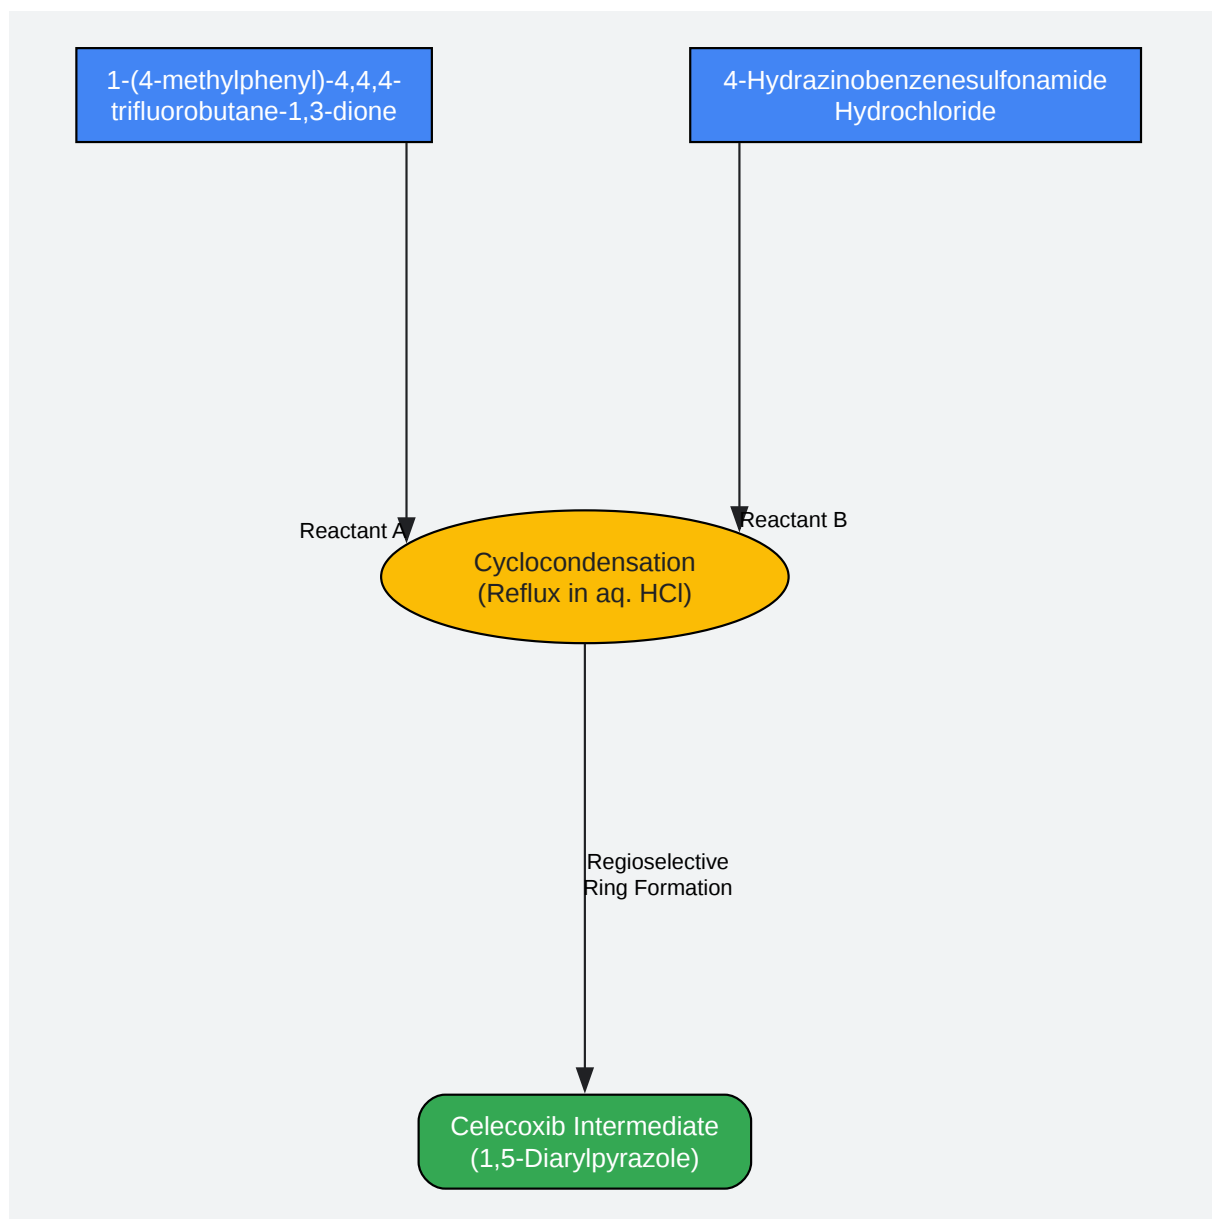 1-(4-methylphenyl)-4,4,4-
trifluorobutane-1,3-dione
4-Hydrazinobenzenesulfonamide
Hydrochloride
Reactant A
Reactant B
Cyclocondensation
(Reflux in aq. HCl)
Regioselective
Ring Formation
Celecoxib Intermediate
(1,5-Diarylpyrazole)